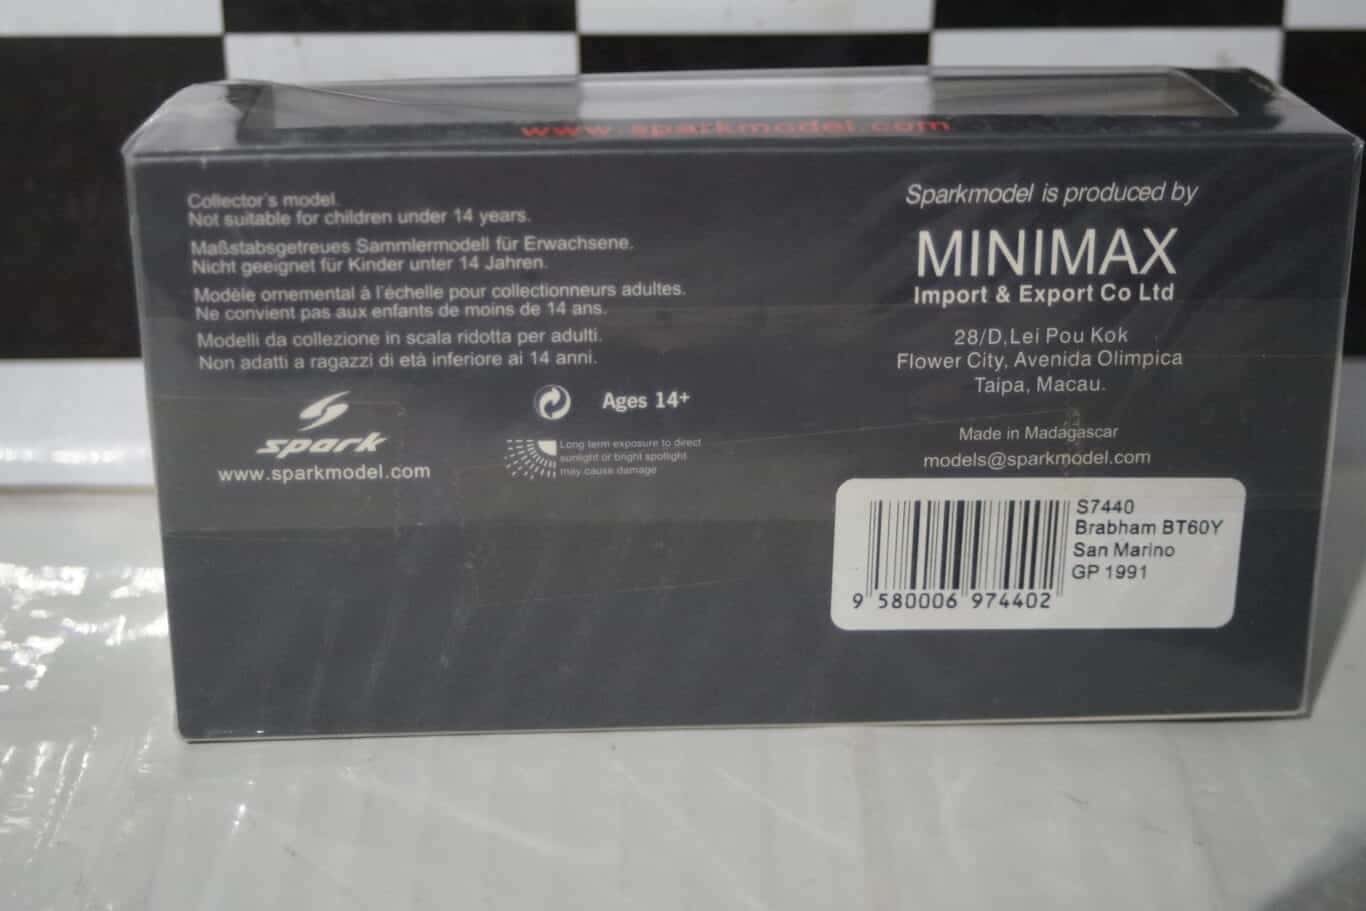 www.sparkmodel.com
Collector's model.
Not suitable for children under 14 years.
Maßstabsgetreues Sammlermodell für Erwachsene.
Nicht geeignet für Kinder unter 14 Jahren.
Modèle ornemental à l'échelle pour collectionneurs adultes.
Ne convient pas aux enfants de moins de 14 ans.
Modelli da collezione in scala ridotta per adulti.
Non adatti a ragazzi di età inferiore ai 14 anni.
spark
www.sparkmodel.com
Ages 14+
Long term exposure to direct
sunlight or bright spotlight
may cause damage
Sparkmodel is produced by
MINIMAX
Import & Export Co Ltd
28/D,Lei Pou Kok
Flower City, Avenida Olimpica
Taipa, Macau.
Made in Madagascar
models@sparkmodel.com
S7440
Brabham BT60Y
San Marino
GP 1991
9 580006 974402